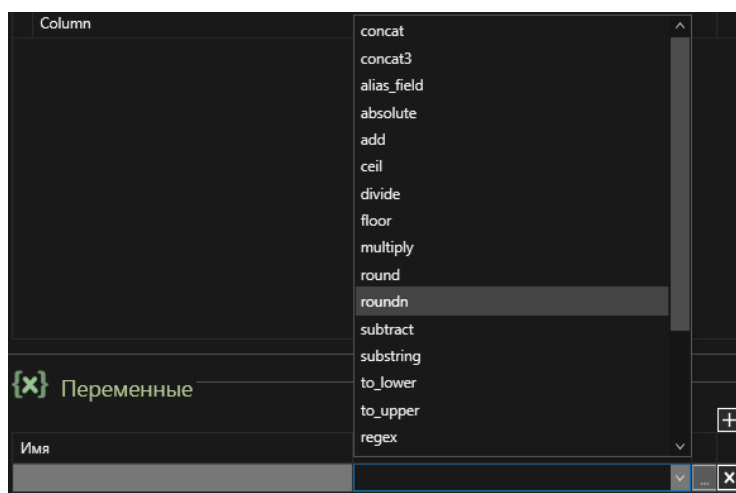 Column
concat
concat3
alias_field
absolute
add
ceil
divide
floor
multiply
round
roundn
subtract
substring
to_lower
to_upper
regex
{x} Переменные
Имя
...